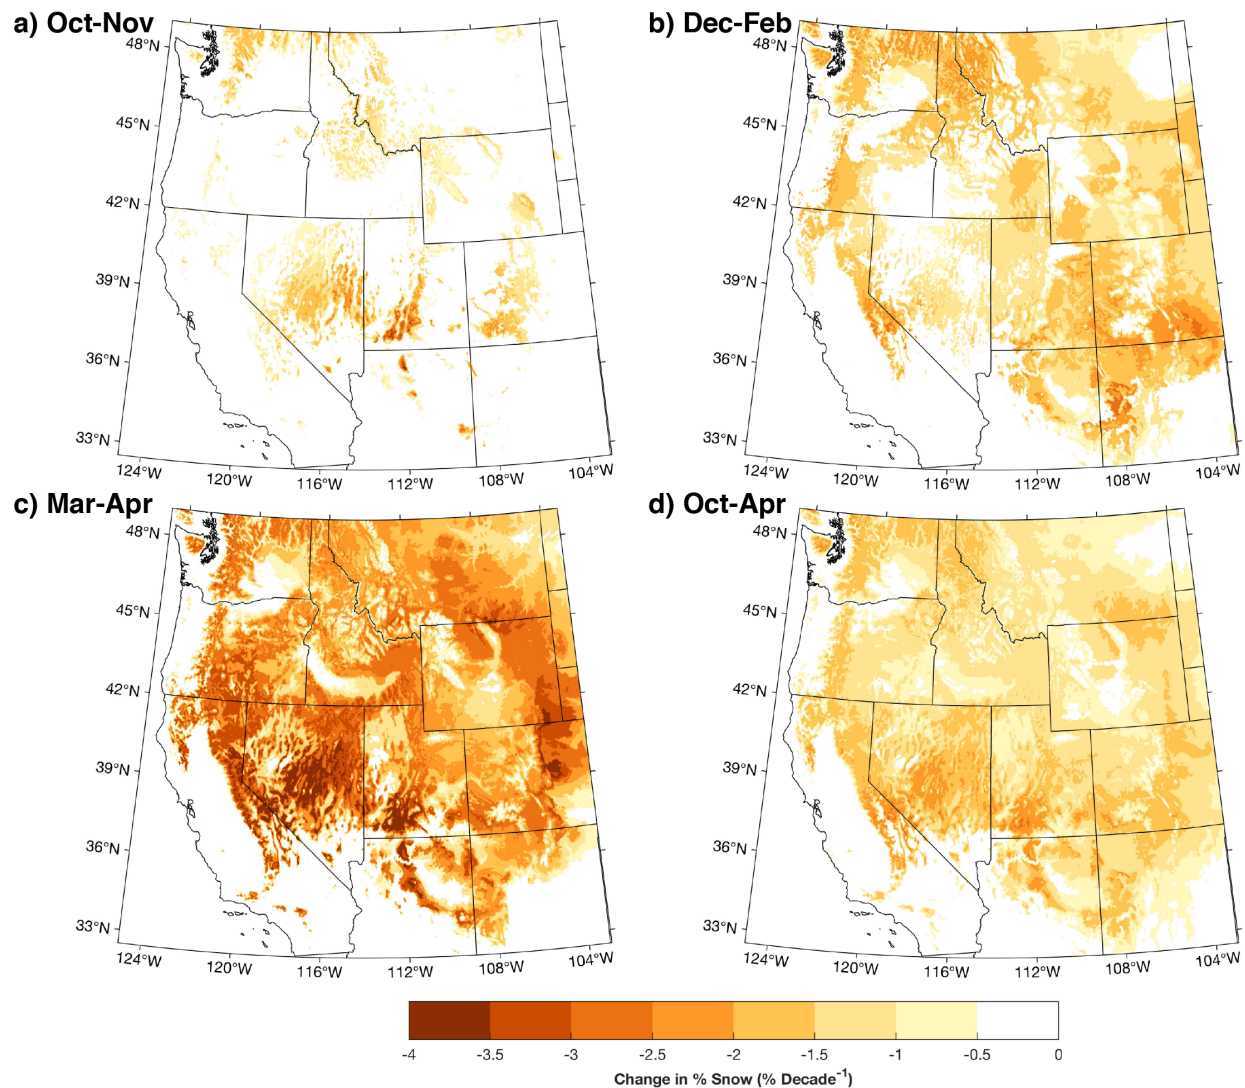 a) Oct-Nov
b) Dec-Feb
48°N
45°N
42°N
39°N
36°N
33°N
124°W
120°W
116°W
112°W
108°W
104°W
48°N
45°N
42°N
39°N
36°N
33°N
124°W
120°W
116°W
112°W
108°W
104°W
c) Mar-Apr
d) Oct-Apr
48°N
45°N
42°N
39°N
36°N
33°N
124°W
120°W
116°W
112°W
108°W
104°W
48°N
45°N
42°N
39°N
36°N
33°N
124°W
120°W
116°W
112°W
108°W
104°W
-4 -3.5 -3 -2.5 -2 -1.5 -1 -0.5 0
Change in % Snow (% Decade⁻¹)